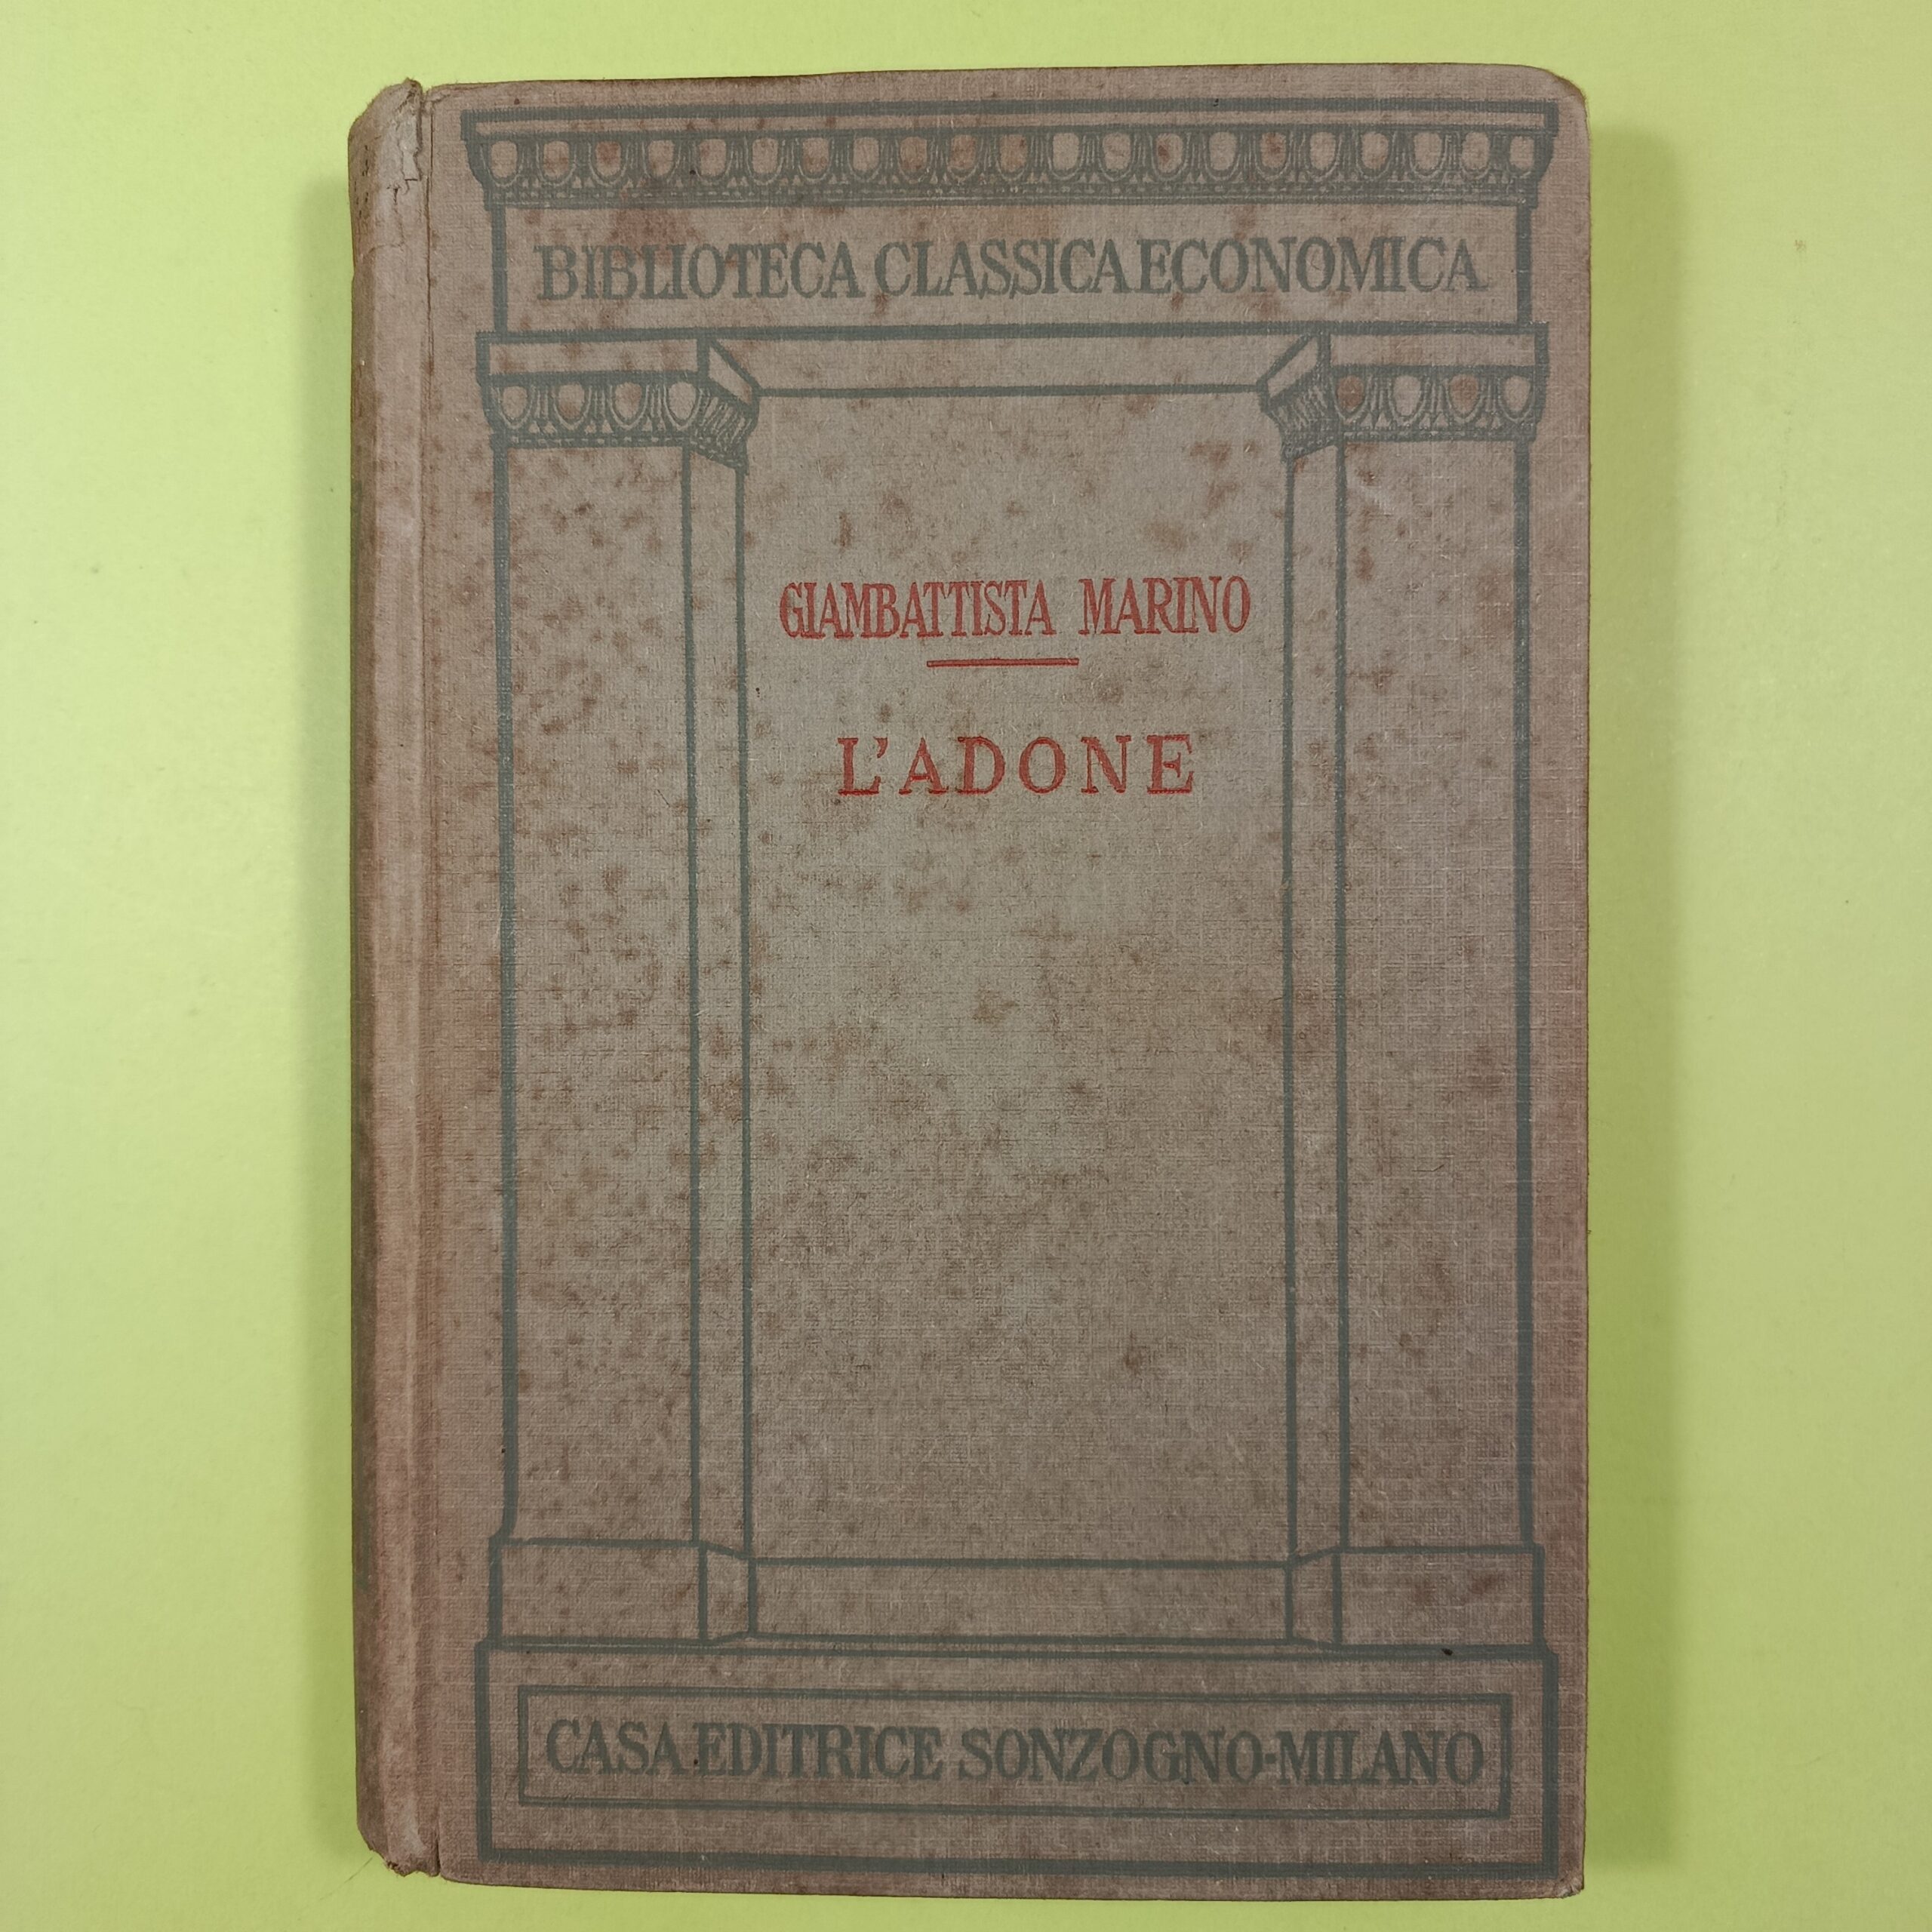 BIBLIOTECA CLASSICA ECONOMICA
GIAMBATTISTA MARINO
L'ADONE
CASA EDITRICE SONZOGNO-MILANO